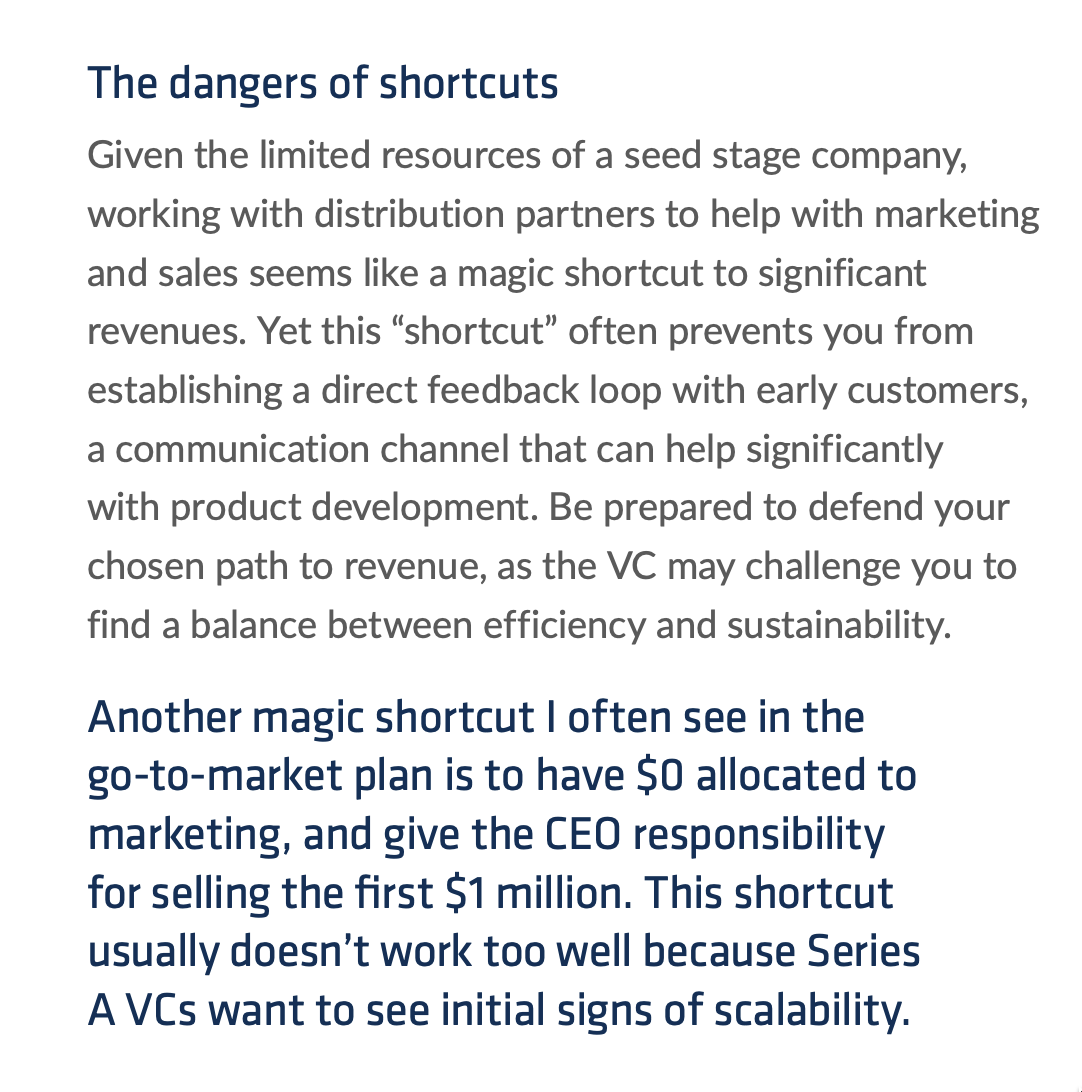 The dangers of shortcuts
Given the limited resources of a seed stage company,
working with distribution partners to help with marketing
and sales seems like a magic shortcut to significant
revenues. Yet this “shortcut” often prevents you from
establishing a direct feedback loop with early customers,
a communication channel that can help significantly
with product development. Be prepared to defend your
chosen path to revenue, as the VC may challenge you to
find a balance between efficiency and sustainability.
Another magic shortcut I often see in the
go-to-market plan is to have $0 allocated to
marketing, and give the CEO responsibility
for selling the first $1 million. This shortcut
usually doesn’t work too well because Series
A VCs want to see initial signs of scalability.